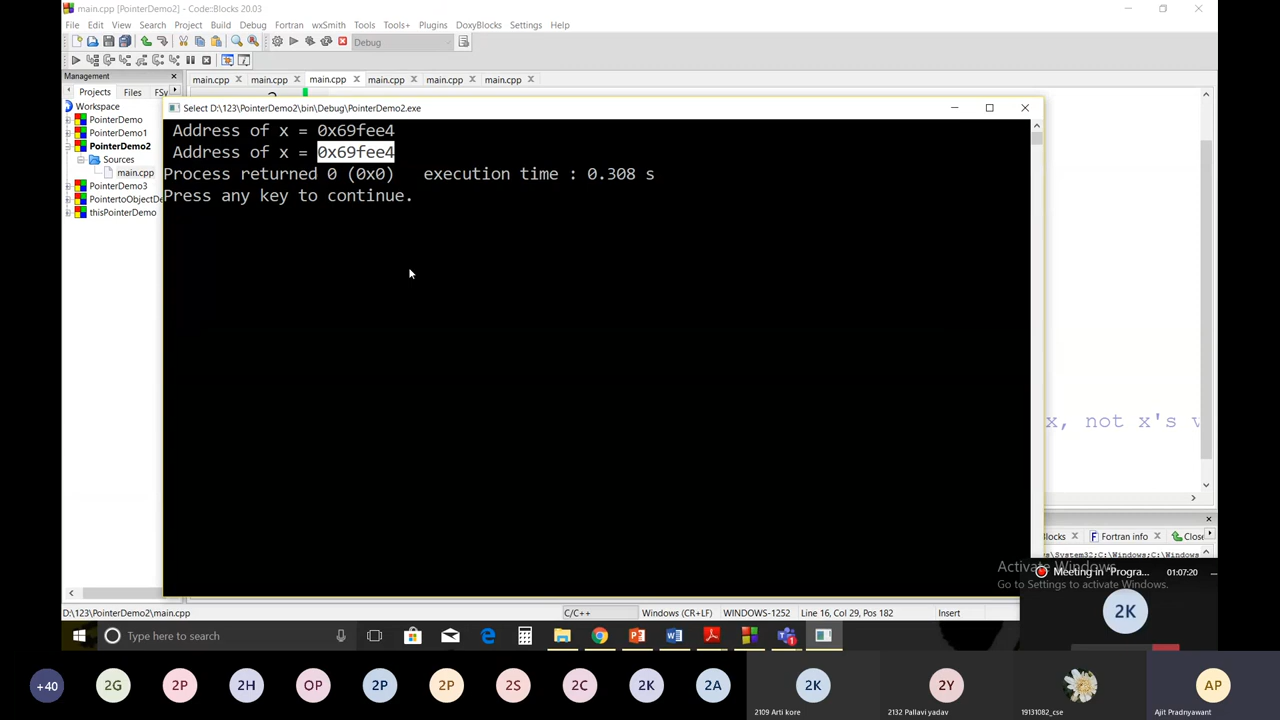 main.cpp [PointerDemo2] - Code::Blocks 20.03
File Edit View Search Project Build Debug Fortran wxSmith Tools Tools+ Plugins DoxyBlocks Settings Help
Debug
Management
Projects Files FSy
main.cpp main.cpp main.cpp main.cpp main.cpp main.cpp
Workspace
PointerDemo
PointerDemo1
PointerDemo2
Sources
main.cpp
PointerDemo3
PointertoObjectDe
thisPointerDemo
Select D:\123\PointerDemo2\bin\Debug\PointerDemo2.exe
Address of x = 0x69fee4
Address of x = 0x69fee4
Process returned 0 (0x0) execution time : 0.308 s
Press any key to continue.
x, not x's v
locks Fortran info Close
s\System32;C:\Windows;C:\Windows
Activate Windows
Go to Settings to activate Windows.
Meeting in "Progra... 01:07:20
2K
D:\123\PointerDemo2\main.cpp C/C++ Windows (CR+LF) WINDOWS-1252 Line 16, Col 29, Pos 182 Insert
Type here to search
+40 2G 2P 2H OP 2P 2P 2S 2C 2K 2A 2K 2Y AP
2109 Arti kore 2132 Pallavi yadav 19131082_cse Ajit Pradnyawant